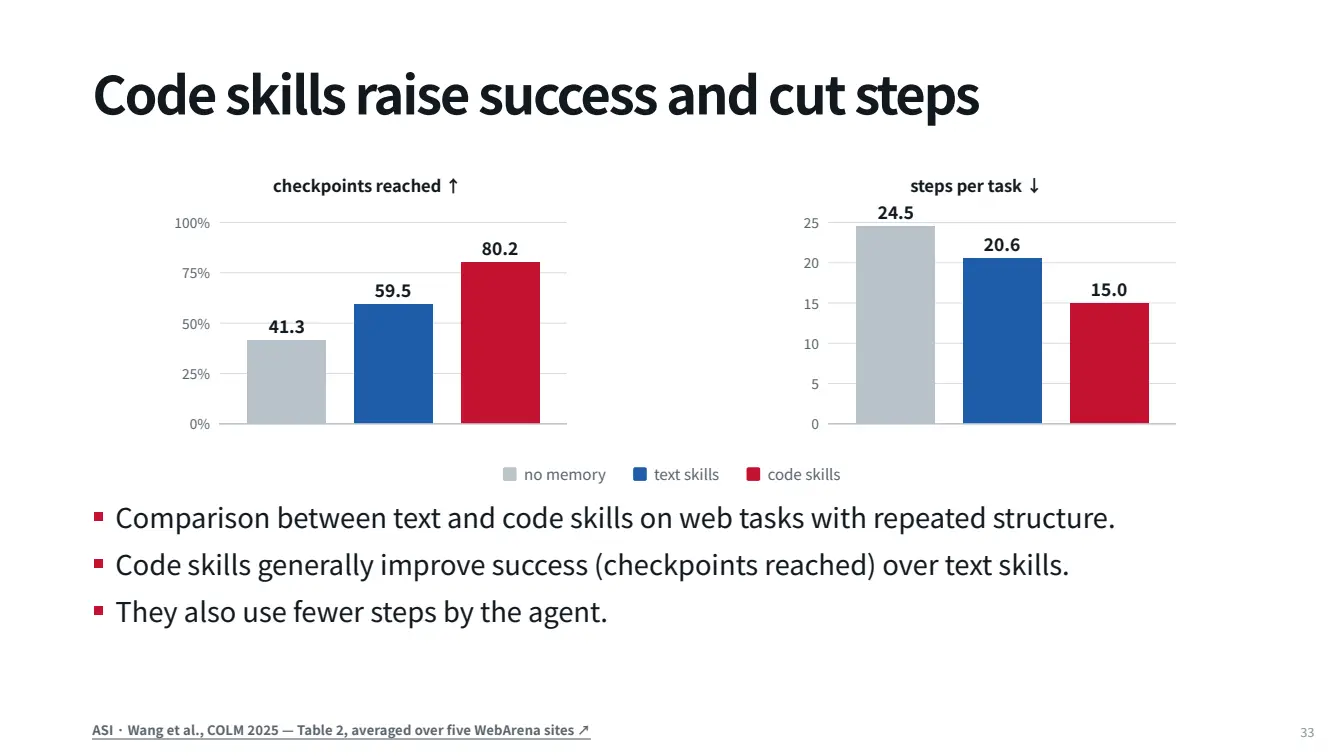 Code skills raise success and cut steps
checkpoints reached ↑
100%
75%
50%
25%
0%
41.3
59.5
80.2
steps per task ↓
25
20
15
10
5
0
24.5
20.6
15.0
no memory
text skills
code skills
Comparison between text and code skills on web tasks with repeated structure.
Code skills generally improve success (checkpoints reached) over text skills.
They also use fewer steps by the agent.
ASI · Wang et al., COLM 2025 — Table 2, averaged over five WebArena sites ↗
33